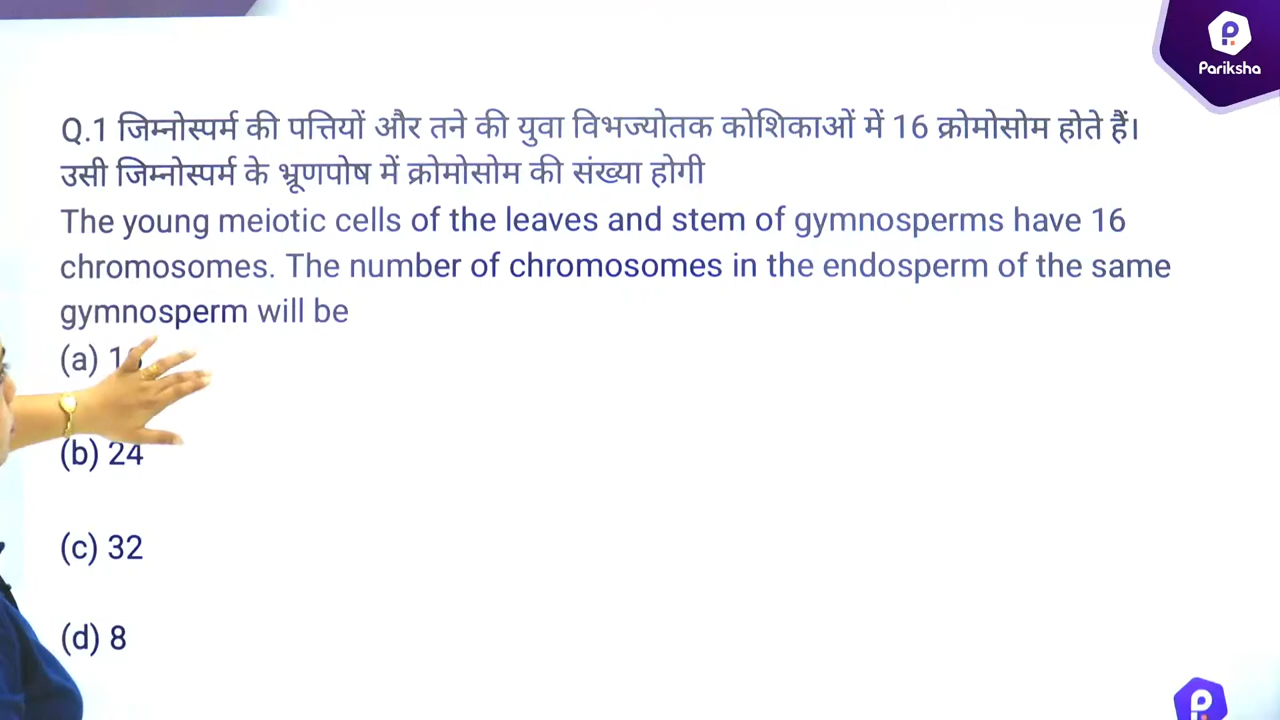 Pariksha
Q.1 जिम्नोस्पर्म की पत्तियों और तने की युवा विभज्योतक कोशिकाओं में 16 क्रोमोसोम होते हैं।
उसी जिम्नोस्पर्म के भ्रूणपोष में क्रोमोसोम की संख्या होगी
The young meiotic cells of the leaves and stem of gymnosperms have 16
chromosomes. The number of chromosomes in the endosperm of the same
gymnosperm will be
(a)
(b) 24
(c) 32
(d) 8